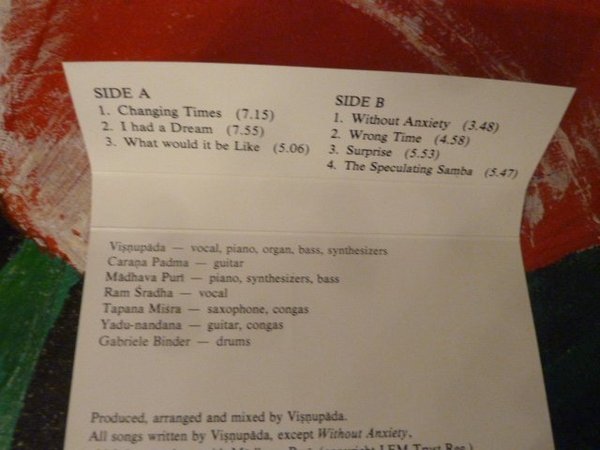 SIDE A
1. Changing Times (7.15)
2. I had a Dream (7.55)
3. What would it be Like (5.06)
SIDE B
1. Without Anxiety (3.48)
2. Wrong Time (4.58)
3. Surprise (5.53)
4. The Speculating Saṃba (5.47)
Viṣṇupāda — vocal, piano, organ, bass, synthesizers
Caraṇa Padma — guitar
Mādhava Purī — piano, synthesizers, bass
Ram Śradha — vocal
Tapana Miśra — saxophone, congas
Yadu-nandana — guitar, congas
Gabriele Binder — drums
Produced, arranged and mixed by Viṣṇupāda.
All songs written by Viṣṇupāda, except Without Anxiety,